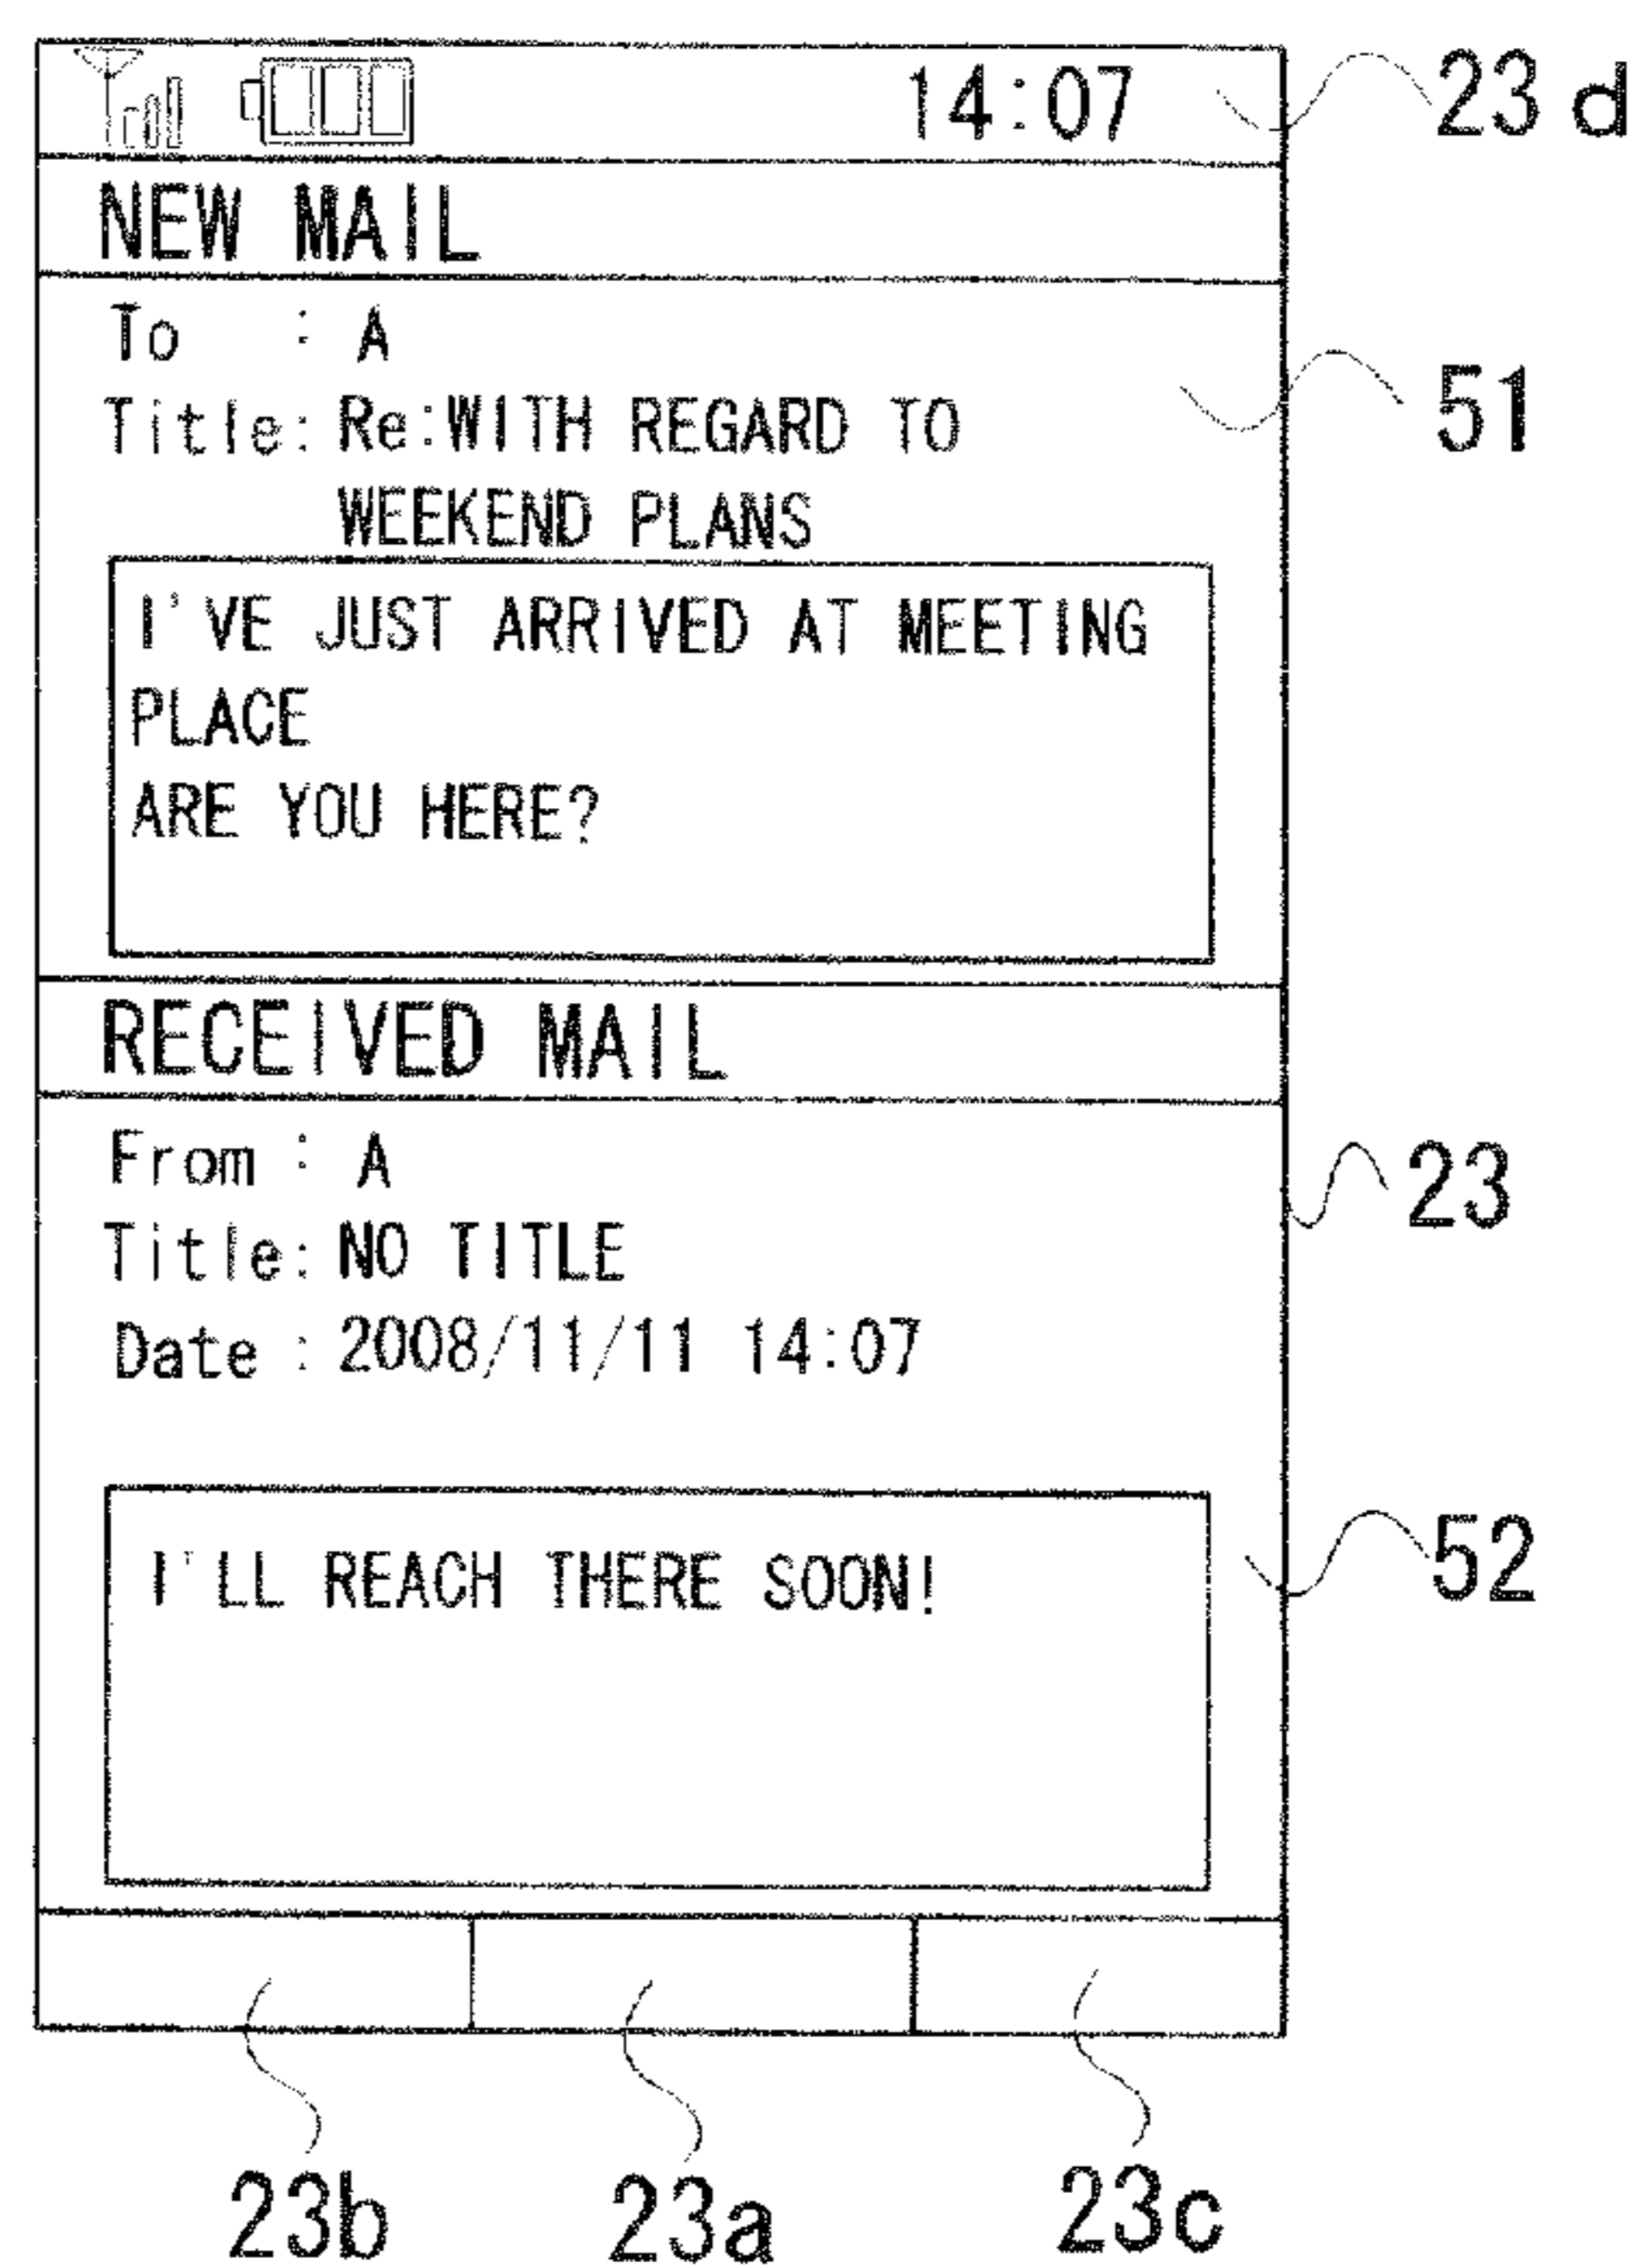 14:07 23d
NEW MAIL
To : A
Title: Re:WITH REGARD TO 51
WEEKEND PLANS
I'VE JUST ARRIVED AT MEETING
PLACE
ARE YOU HERE?
RECEIVED MAIL
From : A 23
Title: NO TITLE
Date : 2008/11/11 14:07
I'LL REACH THERE SOON! 52
23b 23a 23c